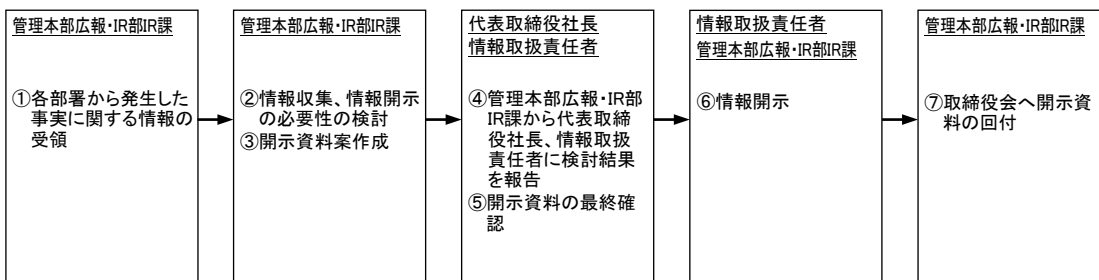 管理本部広報・IR部IR課
①各部署から発生した
事実に関する情報の
受領
管理本部広報・IR部IR課
②情報収集、情報開示
の必要性の検討
③開示資料案作成
代表取締役社長
情報取扱責任者
④管理本部広報・IR部
IR課から代表取締
役社長、情報取扱
責任者に検討結果
を報告
⑤開示資料の最終確
認
情報取扱責任者
管理本部広報・IR部IR課
⑥情報開示
管理本部広報・IR部IR課
⑦取締役会へ開示資
料の回付